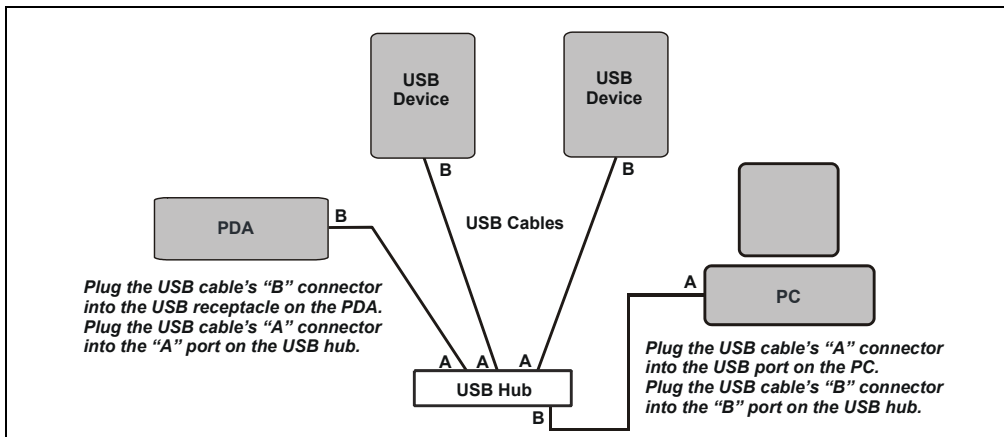 USB
Device
USB
Device
B
B
B
USB Cables
PDA
Plug the USB cable's “B” connector
into the USB receptacle on the PDA.
Plug the USB cable's “A” connector
into the “A” port on the USB hub.
A
PC
Plug the USB cable's “A” connector
into the USB port on the PC.
Plug the USB cable's “B” connector
into the “B” port on the USB hub.
A
A
A
USB Hub
B